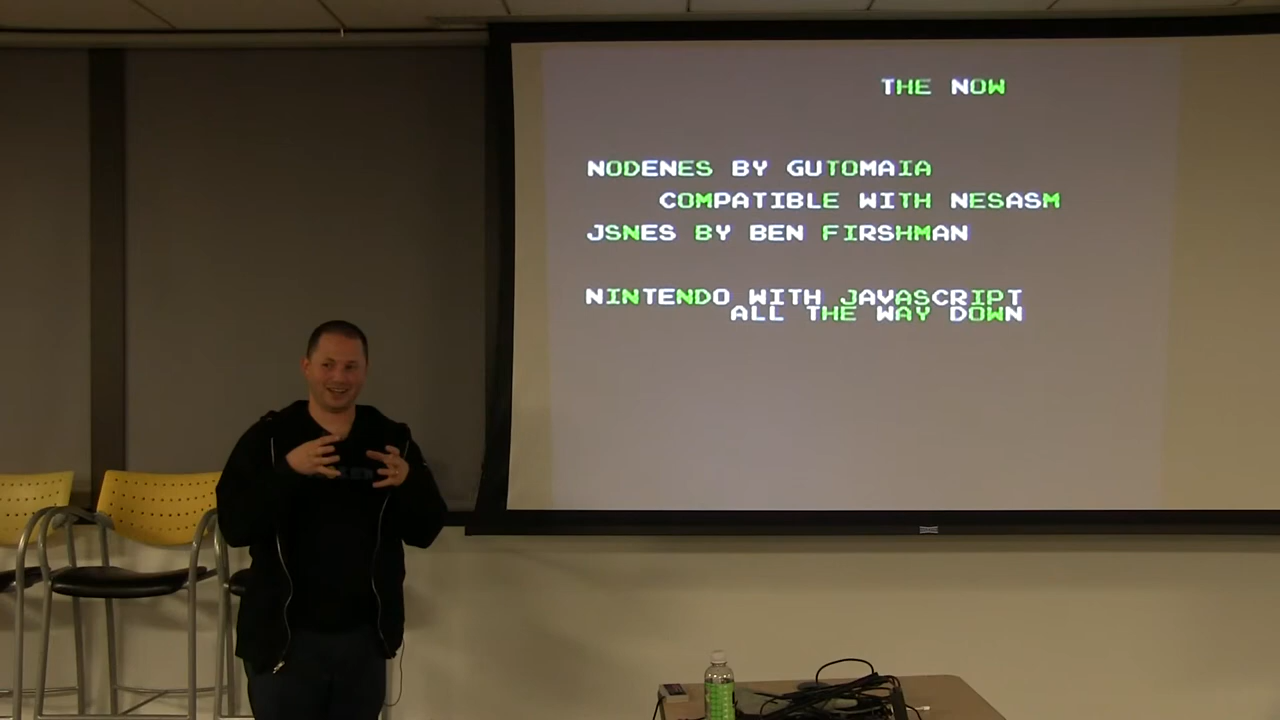 THE NOW
NODENES BY GUTOMAIA
COMPATIBLE WITH NESASM
JSNES BY BEN FIRSHMAN
NINTENDO WITH JAVASCRIPT
ALL THE WAY DOWN